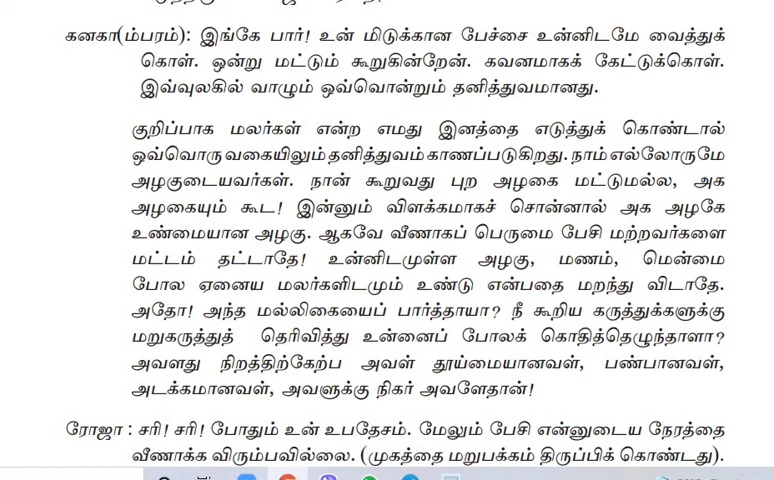 கனகா(ம்பரம்): இங்கே பார்! உன் மிடுக்கான பேச்சை உன்னிடமே வைத்துக்
கொள். ஒன்று மட்டும் கூறுகின்றேன். கவனமாகக் கேட்டுக்கொள்.
இவ்வுலகில் வாழும் ஒவ்வொன்றும் தனித்துவமானது.
குறிப்பாக மலர்கள் என்ற எமது இனத்தை எடுத்துக் கொண்டால்
ஒவ்வொரு வகையிலும் தனித்துவம் காணப்படுகிறது. நாம் எல்லோருமே
அழகுடையவர்கள். நான் கூறுவது புற அழகை மட்டுமல்ல, அக
அழகையும் கூட! இன்னும் விளக்கமாகச் சொன்னால் அக அழகே
உண்மையான அழகு. ஆகவே வீணாகப் பெருமை பேசி மற்றவர்களை
மட்டம் தட்டாதே! உன்னிடமுள்ள அழகு, மணம், மென்மை
போல ஏனைய மலர்களிடமும் உண்டு என்பதை மறந்து விடாதே.
அதோ! அந்த மல்லிகையைப் பார்த்தாயா? நீ கூறிய கருத்துக்களுக்கு
மறுகருத்துத் தெரிவித்து உன்னைப் போலக் கொதித்தெழுந்தாளா?
அவளது நிறத்திற்கேற்ப அவள் தூய்மையானவள், பண்பானவள்,
அடக்கமானவள், அவளுக்கு நிகர் அவளேதான்!
ரோஜா : சரி! சரி! போதும் உன் உபதேசம். மேலும் பேசி என்னுடைய நேரத்தை
வீணாக்க விரும்பவில்லை. (முகத்தை மறுபக்கம் திருப்பிக் கொண்டது).